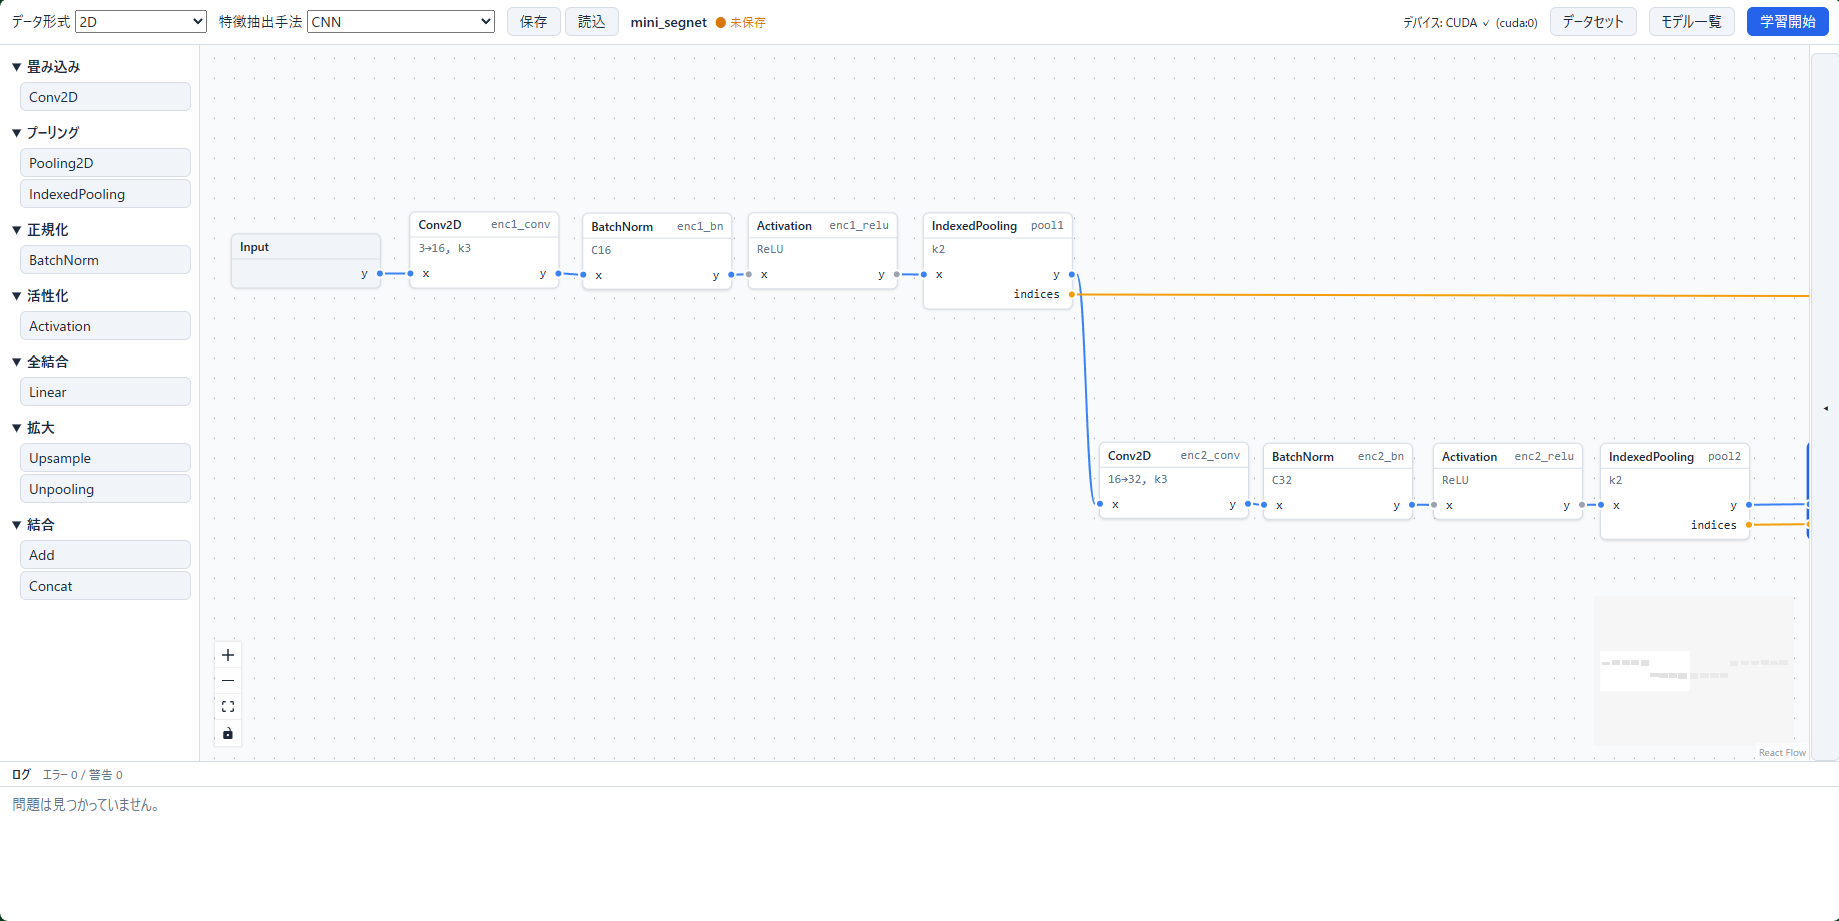 データ形式 2D 特徴抽出手法 CNN 保存 読込 mini_segnet 未保存 デバイス: CUDA ✓ (cuda:0) データセット モデル一覧 学習開始
▼ 畳み込み
Conv2D
▼ プーリング
Pooling2D
IndexedPooling
▼ 正規化
BatchNorm
▼ 活性化
Activation
▼ 全結合
Linear
▼ 拡大
Upsample
Unpooling
▼ 結合
Add
Concat
Input
y
Conv2D enc1_conv
3→16, k3
x y
BatchNorm enc1_bn
C16
x y
Activation enc1_relu
ReLU
x y
IndexedPooling pool1
k2
x y
indices
Conv2D enc2_conv
16→32, k3
x y
BatchNorm enc2_bn
C32
x y
Activation enc2_relu
ReLU
x y
IndexedPooling pool2
k2
x y
indices
React Flow
ログ エラー 0 / 警告 0
問題は見つかっていません。